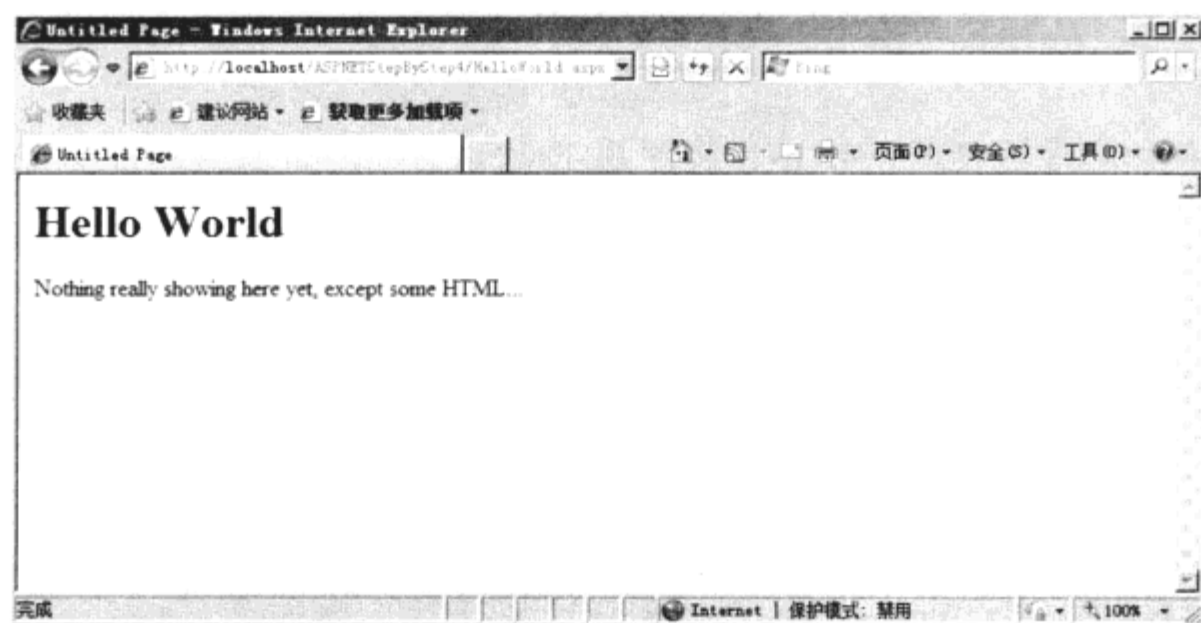 Untitled Page - Windows Internet Explorer
http://localhost/ASPNETStepByStep4/HelloWorld.aspx
Bing
收藏夹 建议网站 获取更多加载项
Untitled Page
页面(P) 安全(S) 工具(O)
Hello World
Nothing really showing here yet, except some HTML...
完成
Internet | 保护模式: 禁用
100%